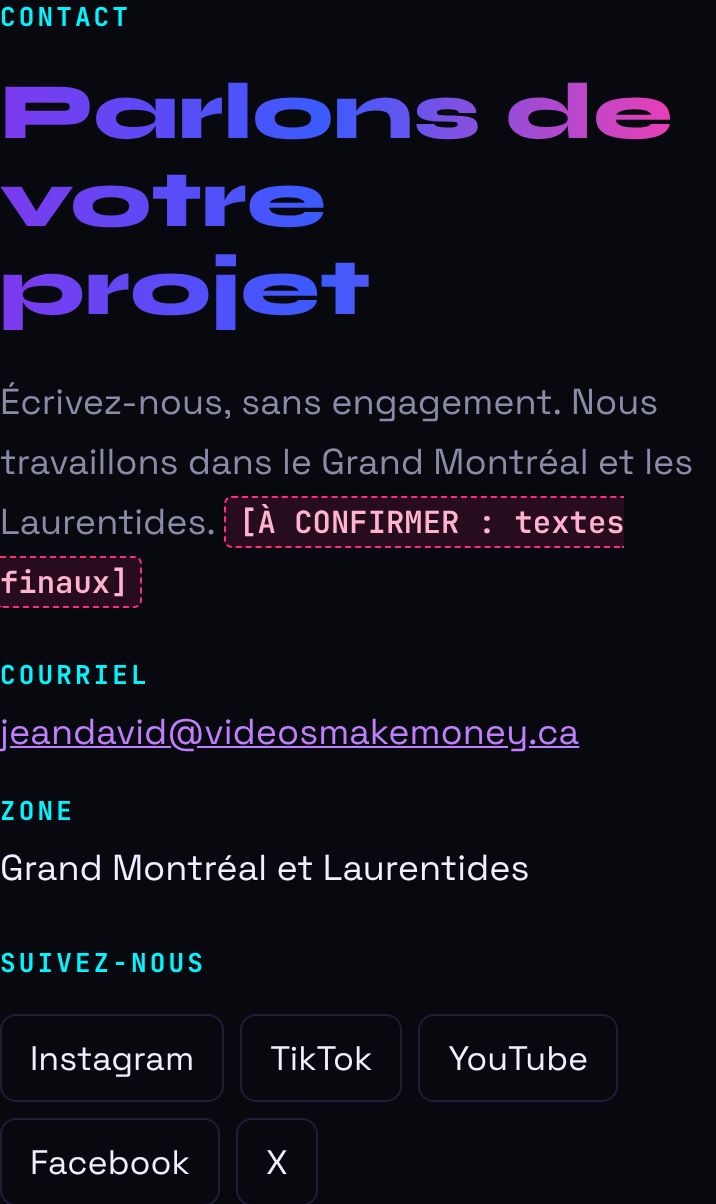 CONTACT
Parlons de
votre
projet
Écrivez-nous, sans engagement. Nous
travaillons dans le Grand Montréal et les
Laurentides. [À CONFIRMER : textes
finaux]
COURRIEL
jeandavid@videosmakemoney.ca
ZONE
Grand Montréal et Laurentides
SUIVEZ-NOUS
Instagram TikTok YouTube
Facebook X